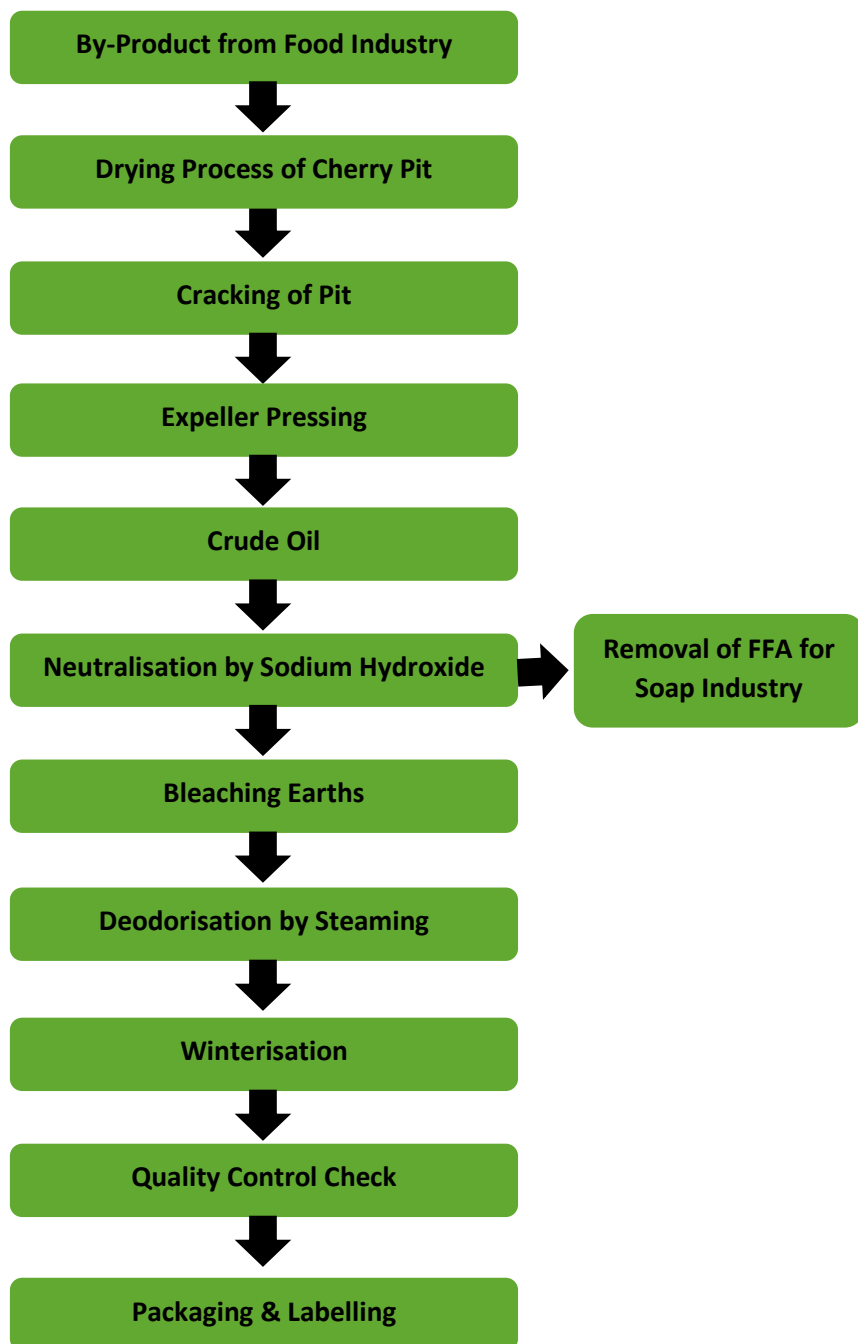 By-Product from Food Industry
Drying Process of Cherry Pit
Cracking of Pit
Expeller Pressing
Crude Oil
Neutralisation by Sodium Hydroxide
Removal of FFA for
Soap Industry
Bleaching Earths
Deodorisation by Steaming
Winterisation
Quality Control Check
Packaging & Labelling